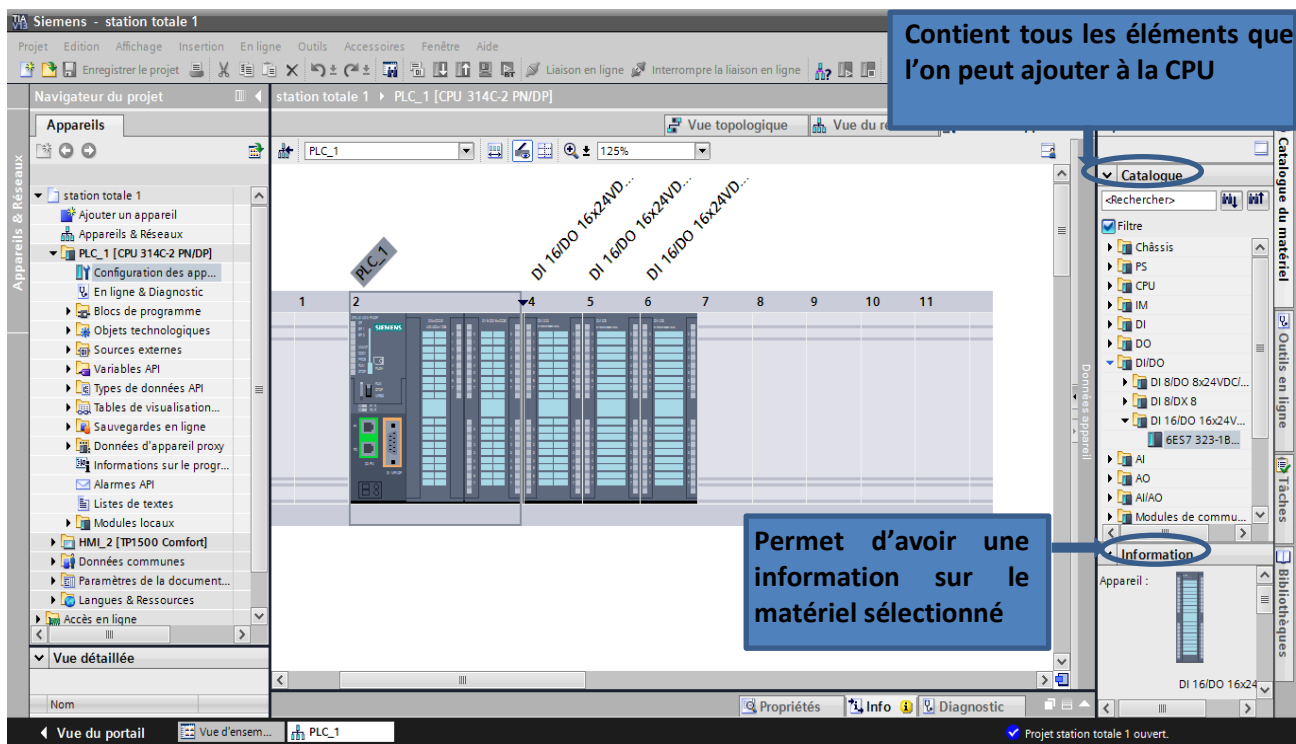 TIA V13 Siemens - station totale 1
Contient tous les éléments que
l'on peut ajouter à la CPU
Projet Edition Affichage Insertion En ligne Outils Accessoires Fenêtre Aide
Enregistrer le projet
Liaison en ligne
Interrompre la liaison en ligne
Navigateur du projet
station totale 1 PLC_1 [CPU 314C-2 PN/DP]
Appareils
Vue topologique
Vue du
PLC_1
125%
Appareils & Réseaux
station totale 1
Ajouter un appareil
Appareils & Réseaux
PLC_1 [CPU 314C-2 PN/DP]
Configuration des app...
En ligne & Diagnostic
Blocs de programme
Objets technologiques
Sources externes
Variables API
Types de données API
Tables de visualisation...
Sauvegardes en ligne
Données d'appareil proxy
Informations sur le progr...
Alarmes API
Listes de textes
Modules locaux
HMI_2 [TP1500 Comfort]
Données communes
Paramètres de la document...
Langues & Ressources
Accès en ligne
Vue détaillée
Nom
PLC_1
DI 16/DO 16x24VD...
DI 16/DO 16x24VD...
DI 16/DO 16x24VD...
1 2 4 5 6 7 8 9 10 11
SIEMENS
Données appareil
Catalogue
<Rechercher>
Filtre
Châssis
PS
CPU
IM
DI
DO
DI/DO
DI 8/DO 8x24VDC/...
DI 8/DX 8
DI 16/DO 16x24V...
6ES7 323-1B...
AI
AO
AI/AO
Modules de commu...
Information
Appareil :
DI 16/DO 16x24
Catalogue du matériel
Outils en ligne
Tâches
Bibliothèques
Permet d'avoir une
information sur le
matériel sélectionné
Propriétés
Info
Diagnostic
Vue du portail
Vue d'ensem...
PLC_1
Projet station totale 1 ouvert.